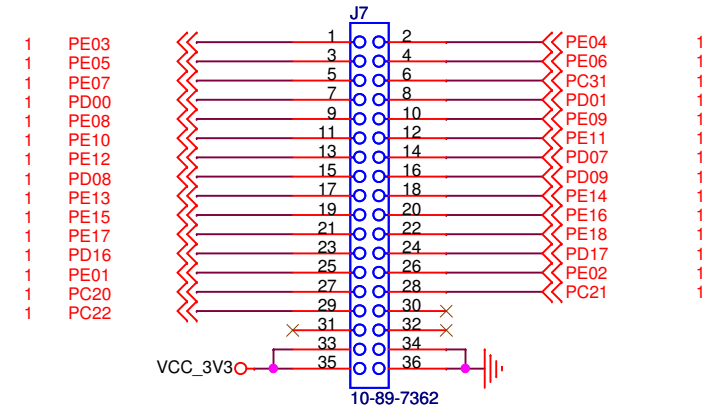 J7
1 PE03 1 2 PE04 1
1 PE05 3 4 PE06 1
1 PE07 5 6 PC31 1
1 PD00 7 8 PD01 1
1 PE08 9 10 PE09 1
1 PE10 11 12 PE11 1
1 PE12 13 14 PD07 1
1 PD08 15 16 PD09 1
1 PE13 17 18 PE14 1
1 PE15 19 20 PE16 1
1 PE17 21 22 PE18 1
1 PD16 23 24 PD17 1
1 PE01 25 26 PE02 1
1 PC20 27 28 PC21 1
1 PC22 29 30
31 32
33 34
VCC_3V3 35 36
10-89-7362